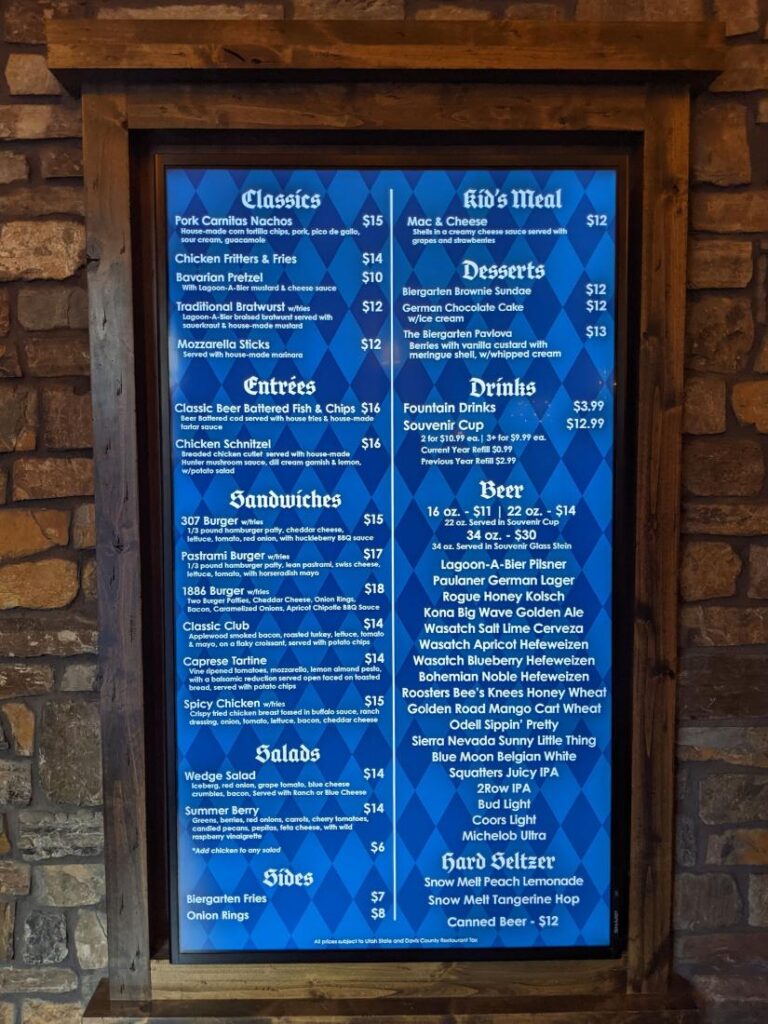 Classics
Pork Carnitas Nachos $15
House-made corn tortilla chips, pork, pico de gallo,
sour cream, guacamole
Chicken Fritters & Fries $14
Bavarian Pretzel $10
With Lagoon-A-Bier mustard & cheese sauce
Traditional Bratwurst w/fries $12
Lagoon-A-Bier braised bratwurst served with
sauerkraut & house-made mustard
Mozzarella Sticks $12
Served with house-made marinara
Entrées
Classic Beer Battered Fish & Chips $16
Beer Battered cod served with house fries & house-made
tartar sauce
Chicken Schnitzel $16
Breaded chicken cutlet served with house-made
Hunter mushroom sauce, dill cream garnish & lemon,
w/potato salad
Sandwiches
307 Burger w/fries $15
1/3 pound hamburger patty, cheddar cheese,
lettuce, tomato, red onion, with huckleberry BBQ sauce
Pastrami Burger w/fries $17
1/3 pound hamburger patty, lean pastrami, swiss cheese,
lettuce, tomato, with horseradish mayo
1886 Burger w/fries $18
Two Burger Patties, Cheddar Cheese, Onion Rings,
Bacon, Caramelized Onions, Apricot Chipotle BBQ Sauce
Classic Club $14
Applewood smoked bacon, roasted turkey, lettuce, tomato
& mayo, on a flaky croissant, served with potato chips
Caprese Tartine $14
Vine ripened tomatoes, mozzarella, lemon almond pesto,
with a balsamic reduction served open faced on toasted
bread, served with potato chips
Spicy Chicken w/fries $15
Crispy fried chicken breast tossed in buffalo sauce, ranch
dressing, onion, tomato, lettuce, bacon, cheddar cheese
Salads
Wedge Salad $14
Iceberg, red onion, grape tomato, blue cheese
crumbles, bacon, Served with Ranch or Blue Cheese
Summer Berry $14
Greens, berries, red onions, carrots, cherry tomatoes,
candied pecans, pepitas, feta cheese, with wild
raspberry vinaigrette
*Add chicken to any salad $6
Sides
Biergarten Fries $7
Onion Rings $8
Kid's Meal
Mac & Cheese $12
Shells in a creamy cheese sauce served with
grapes and strawberries
Desserts
Biergarten Brownie Sundae $12
German Chocolate Cake $12
w/ice cream
The Biergarten Pavlova $13
Berries with vanilla custard with
meringue shell, w/whipped cream
Drinks
Fountain Drinks $3.99
Souvenir Cup $12.99
2 for $10.99 ea. | 3+ for $9.99 ea.
Current Year Refill $0.99
Previous Year Refill $2.99
Beer
16 oz. - $11 | 22 oz. - $14
22 oz. Served in Souvenir Cup
34 oz. - $30
34 oz. Served in Souvenir Glass Stein
Lagoon-A-Bier Pilsner
Paulaner German Lager
Rogue Honey Kolsch
Kona Big Wave Golden Ale
Wasatch Salt Lime Cerveza
Wasatch Apricot Hefeweizen
Wasatch Blueberry Hefeweizen
Bohemian Noble Hefeweizen
Roosters Bee's Knees Honey Wheat
Golden Road Mango Cart Wheat
Odell Sippin' Pretty
Sierra Nevada Sunny Little Thing
Blue Moon Belgian White
Squatters Juicy IPA
2Row IPA
Bud Light
Coors Light
Michelob Ultra
Hard Seltzer
Snow Melt Peach Lemonade
Snow Melt Tangerine Hop
Canned Beer - $12
All prices subject to Utah State and Davis County Restaurant Tax
SHARP